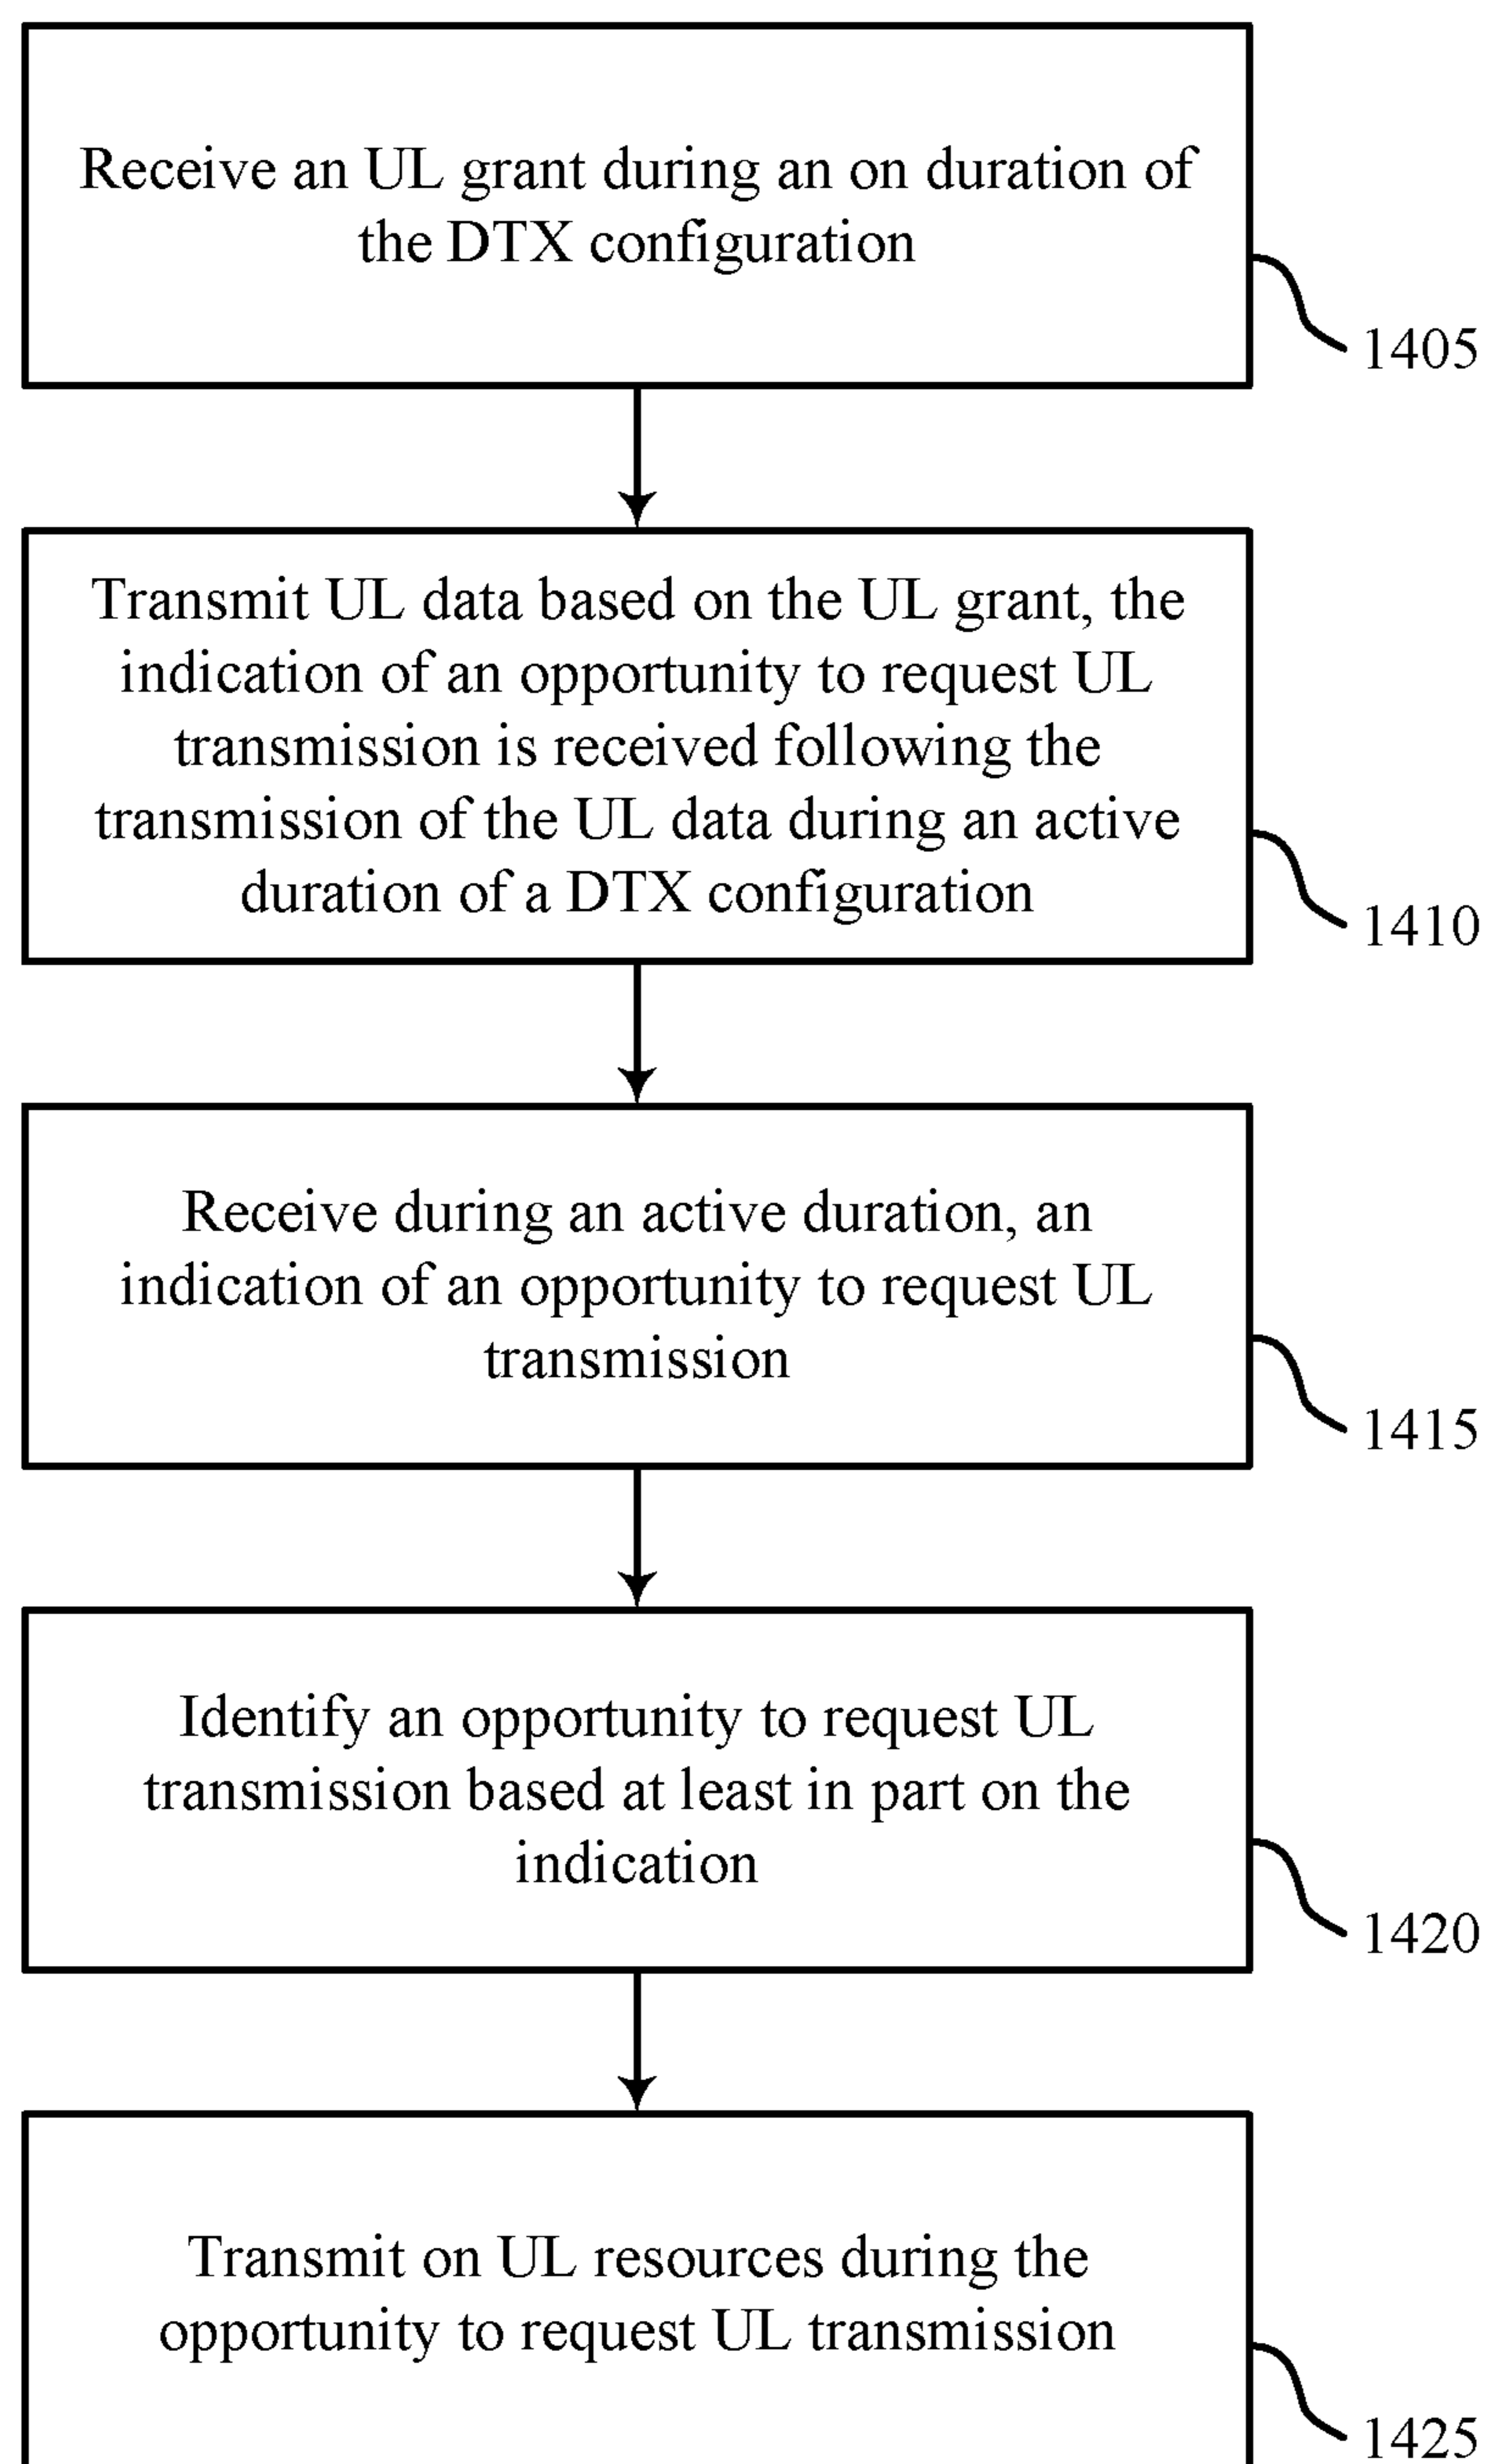 Receive an UL grant during an on duration of
the DTX configuration
1405
Transmit UL data based on the UL grant, the
indication of an opportunity to request UL
transmission is received following the
transmission of the UL data during an active
duration of a DTX configuration
1410
Receive during an active duration, an
indication of an opportunity to request UL
transmission
1415
Identify an opportunity to request UL
transmission based at least in part on the
indication
1420
Transmit on UL resources during the
opportunity to request UL transmission
1425